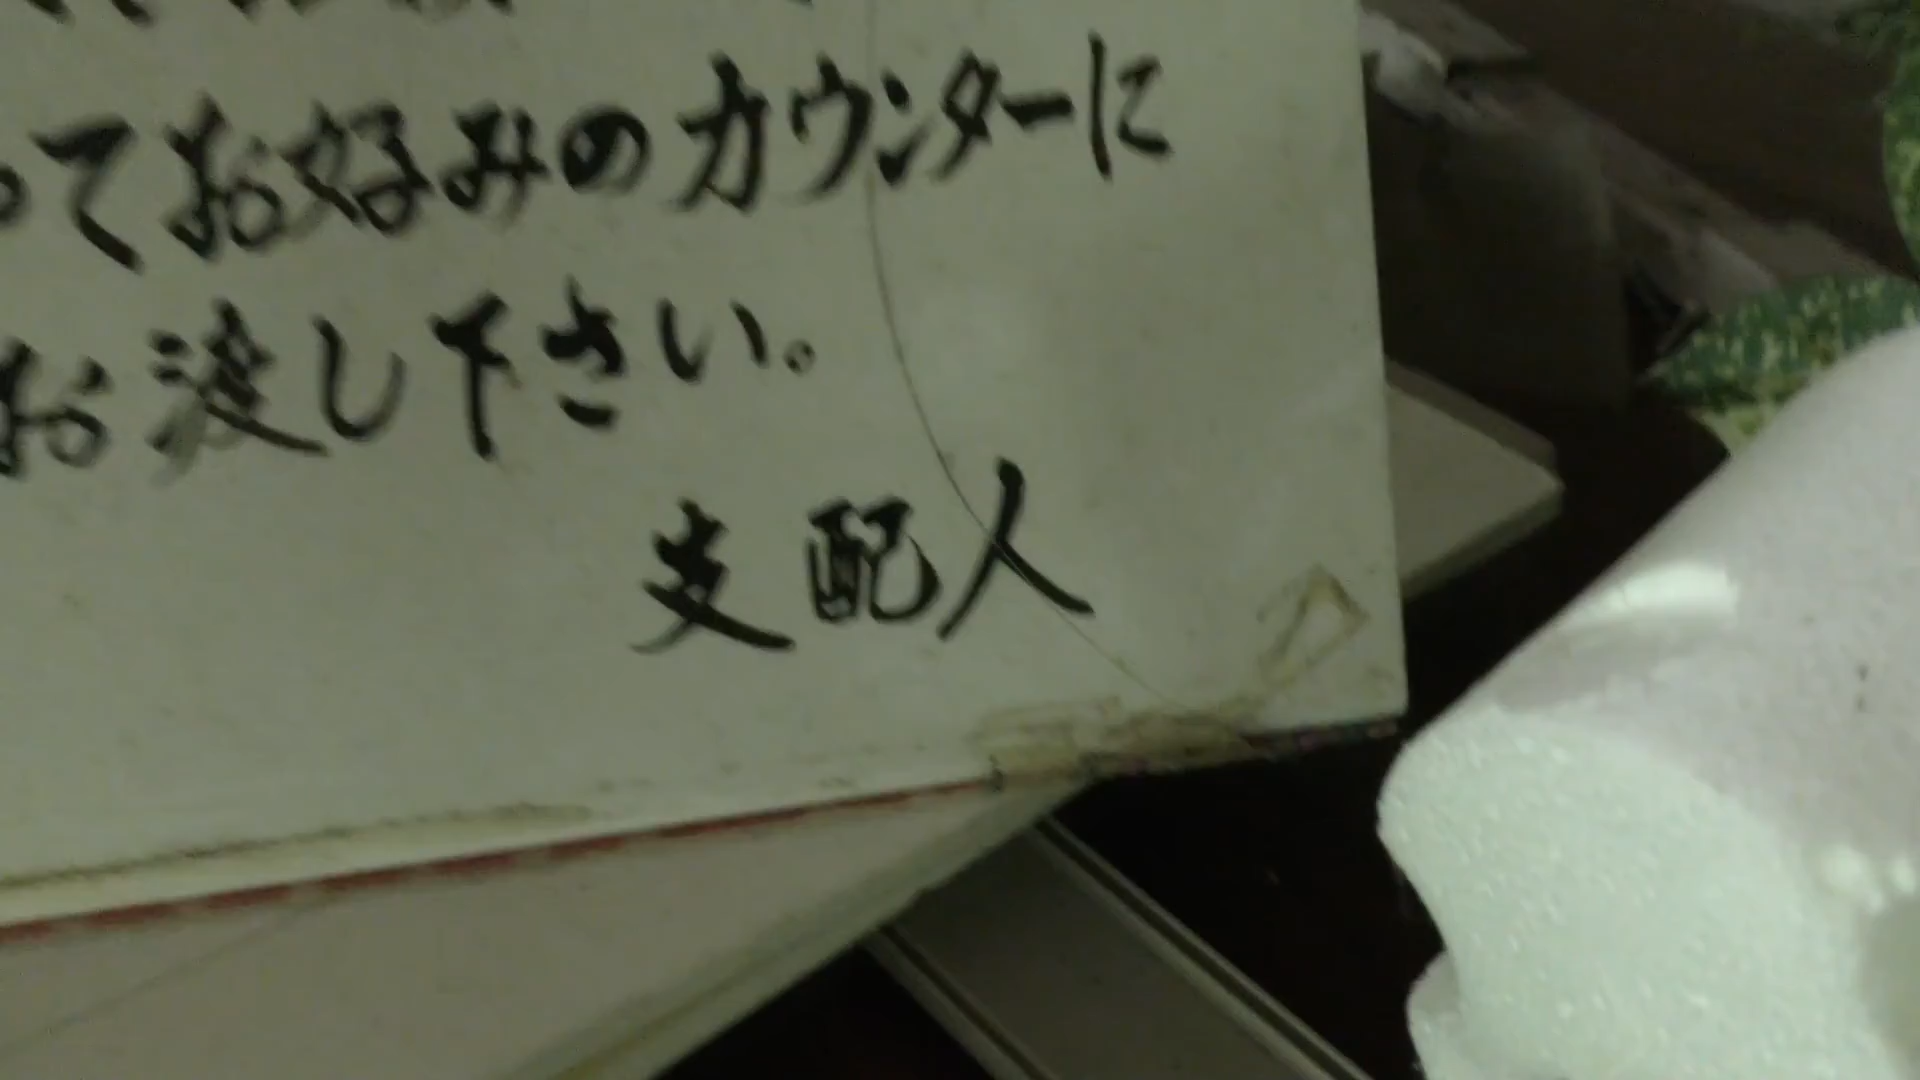 ってお好みのカウンターに
お渡し下さい。
支配人